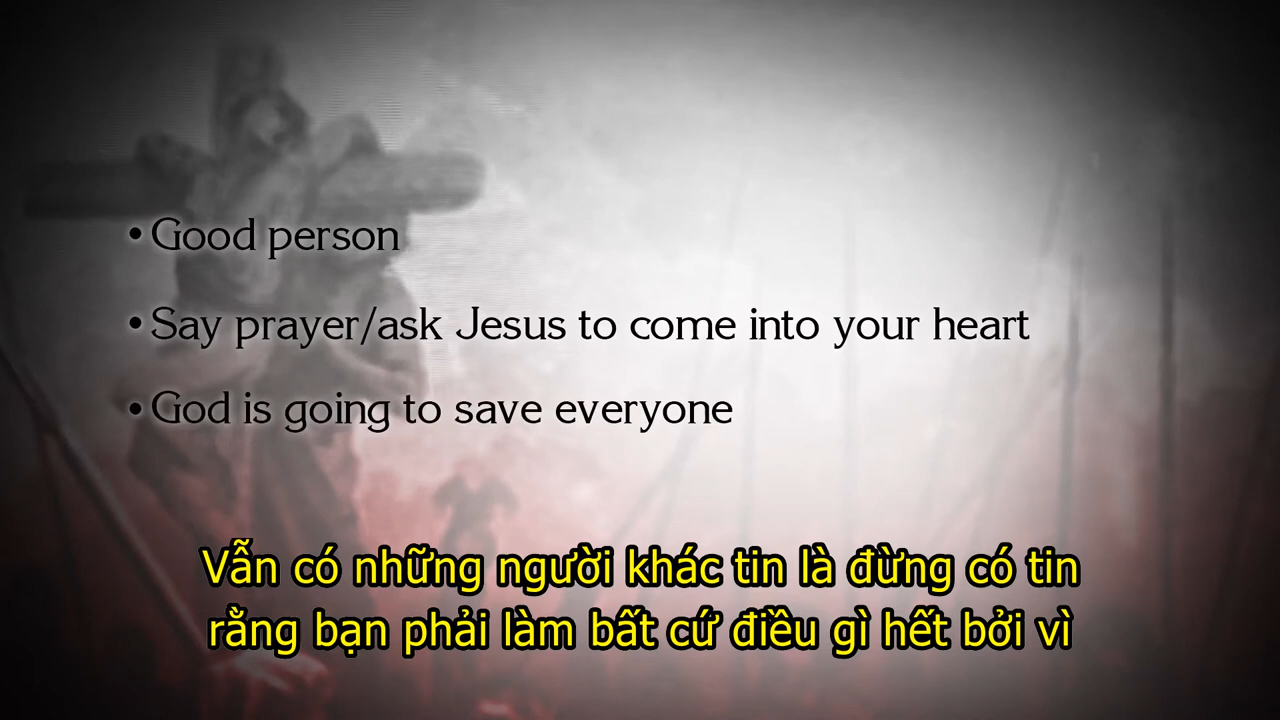 • Good person
• Say prayer/ask Jesus to come into your heart
• God is going to save everyone
Vẫn có những người khác tin là đừng có tin
rằng bạn phải làm bất cứ điều gì hết bởi vì